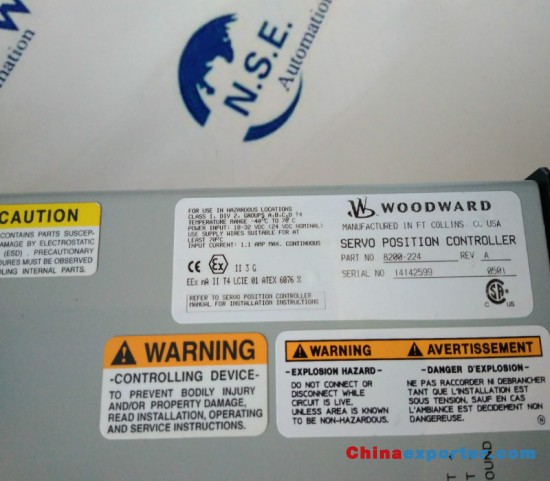 N.S.E.
Automation
CAUTION
CONTAINS PARTS SUSCEP-
DAMAGE BY ELECTROSTATIC
(ESD). PRECAUTIONARY
URES MUST BE OBSERVED
LING INTERNAL PARTS.
FOR USE IN HAZARDOUS LOCATIONS
CLASS I, DIV 2, GROUPS A,B,C,D T4
TEMPERATURE RANGE -40°C TO 70°C
POWER INPUT: 18-32 VDC (24 VDC NOMINAL)
USE SUPPLY WIRES SUITABLE FOR AT
LEAST 70°C
INPUT CURRENT: 1.1 AMP MAX. CONTINUOUS
CE Ex II 3 G
EEx nA II T4 LCIE 01 ATEX 6076 X
REFER TO SERVO POSITION CONTROLLER
MANUAL FOR INSTALLATION INSTRUCTIONS
WOODWARD
MANUFACTURED IN FT COLLINS, CO, USA
SERVO POSITION CONTROLLER
PART NO 8200-224 REV A
SERIAL NO 14142599 0501
WARNING
-CONTROLLING DEVICE-
TO PREVENT BODILY INJURY
AND/OR PROPERTY DAMAGE,
READ INSTALLATION, OPERATING
AND SERVICE INSTRUCTIONS.
WARNING
-EXPLOSION HAZARD-
DO NOT CONNECT OR
DISCONNECT WHILE
CIRCUIT IS LIVE,
UNLESS AREA IS KNOWN
TO BE NON-HAZARDOUS.
AVERTISSEMENT
-DANGER D'EXPLOSION-
NE PAS RACCORDER NI DEBRANCHER
TANT QUE L'INSTALLATION EST
SOUS TENSION, SAUF EN CAS
L'AMBIANCE EST DECIDEMENT NON
DANGEREUSE.
Chinaexporter.com
OUND